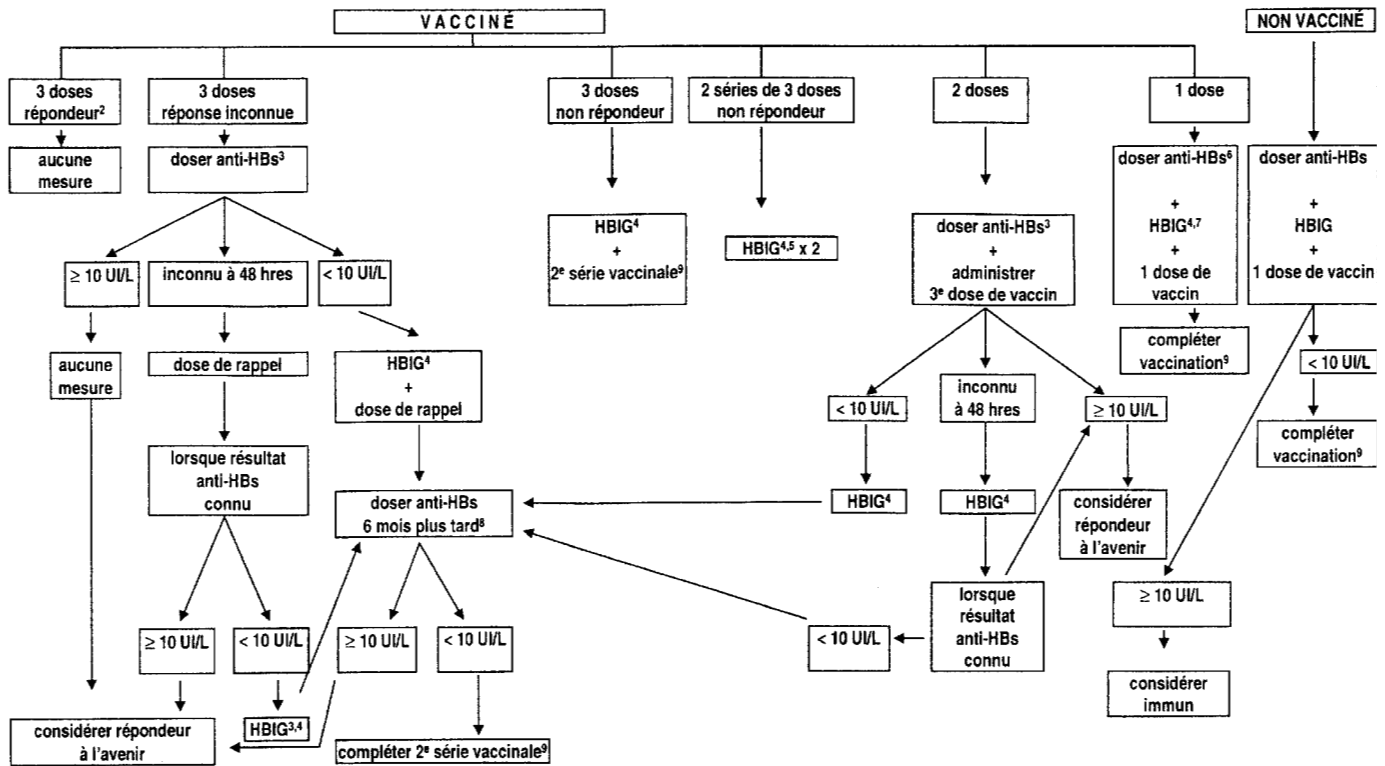 VACCINÉ
NON VACCINÉ
3 doses
répondeur²
3 doses
réponse inconnue
3 doses
non répondeur
2 séries de 3 doses
non répondeur
2 doses
1 dose
aucune
mesure
doser anti-HBs³
doser anti-HBs⁶
+
HBIG⁴,⁷
+
1 dose de
vaccin
doser anti-HBs
+
HBIG
+
1 dose de vaccin
HBIG⁴
+
2ᵉ série vaccinale⁹
HBIG⁴,⁵ x 2
doser anti-HBs³
+
administrer
3ᵉ dose de vaccin
≥ 10 UI/L
inconnu à 48 hres
< 10 UI/L
aucune
mesure
dose de rappel
HBIG⁴
+
dose de rappel
compléter
vaccination⁹
< 10 UI/L
< 10 UI/L
inconnu
à 48 hres
≥ 10 UI/L
compléter
vaccination⁹
lorsque résultat
anti-HBs
connu
doser anti-HBs
6 mois plus tard⁸
HBIG⁴
HBIG⁴
considérer
répondeur
à l'avenir
≥ 10 UI/L
< 10 UI/L
≥ 10 UI/L
< 10 UI/L
< 10 UI/L
lorsque
résultat
anti-HBs
connu
≥ 10 UI/L
considérer
immun
considérer répondeur
à l'avenir
HBIG³,⁴
compléter 2ᵉ série vaccinale⁹